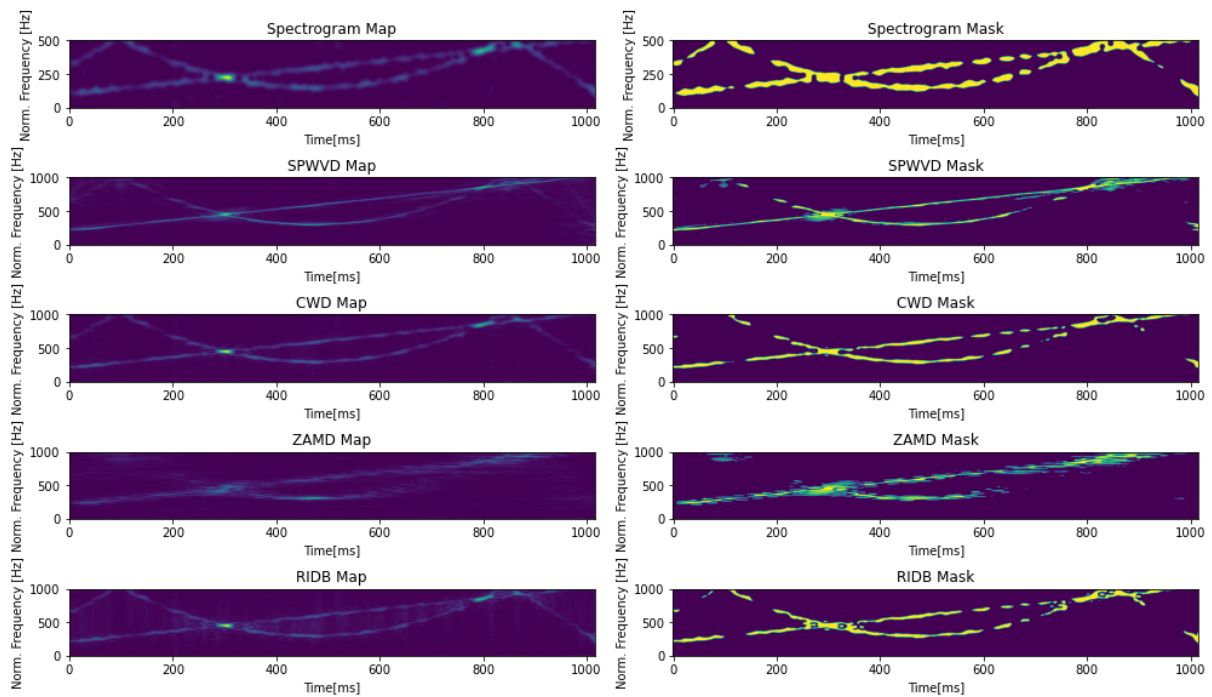 Spectrogram Map
Norm. Frequency [Hz]
500
250
0
0 200 400 600 800 1000
Time[ms]
Spectrogram Mask
Norm. Frequency [Hz]
500
250
0
0 200 400 600 800 1000
Time[ms]
SPWVD Map
Norm. Frequency [Hz]
1000
500
0
0 200 400 600 800 1000
Time[ms]
SPWVD Mask
Norm. Frequency [Hz]
1000
500
0
0 200 400 600 800 1000
Time[ms]
CWD Map
Norm. Frequency [Hz]
1000
500
0
0 200 400 600 800 1000
Time[ms]
CWD Mask
Norm. Frequency [Hz]
1000
500
0
0 200 400 600 800 1000
Time[ms]
ZAMD Map
Norm. Frequency [Hz]
1000
500
0
0 200 400 600 800 1000
Time[ms]
ZAMD Mask
Norm. Frequency [Hz]
1000
500
0
0 200 400 600 800 1000
Time[ms]
RIDB Map
Norm. Frequency [Hz]
1000
500
0
0 200 400 600 800 1000
Time[ms]
RIDB Mask
Norm. Frequency [Hz]
1000
500
0
0 200 400 600 800 1000
Time[ms]